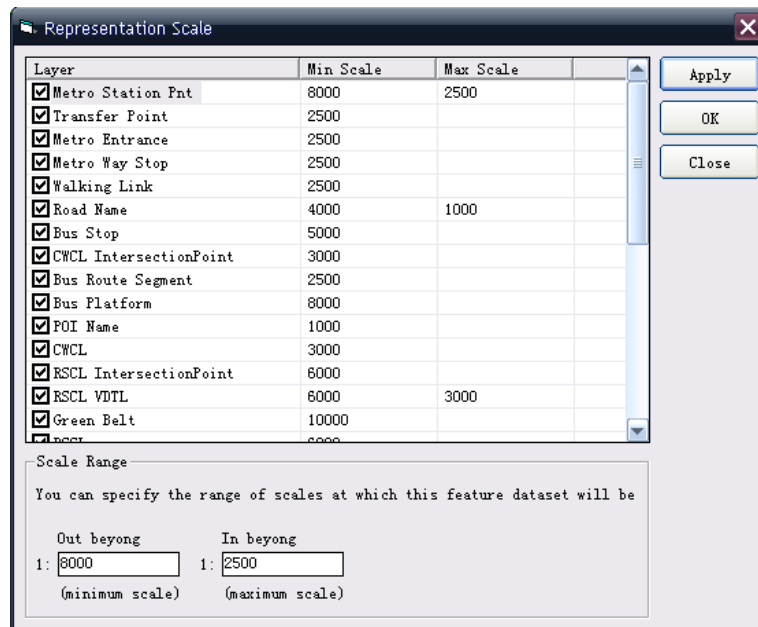 Representation Scale
Layer Min Scale Max Scale
Metro Station Pnt 8000 2500
Transfer Point 2500
Metro Entrance 2500
Metro Way Stop 2500
Walking Link 2500
Road Name 4000 1000
Bus Stop 5000
CWCL IntersectionPoint 3000
Bus Route Segment 2500
Bus Platform 8000
POI Name 1000
CWCL 3000
RSCL IntersectionPoint 6000
RSCL VDTL 6000 3000
Green Belt 10000
Apply
OK
Close
Scale Range
You can specify the range of scales at which this feature dataset will be
Out beyong In beyong
1: 8000 1: 2500
(minimum scale) (maximum scale)